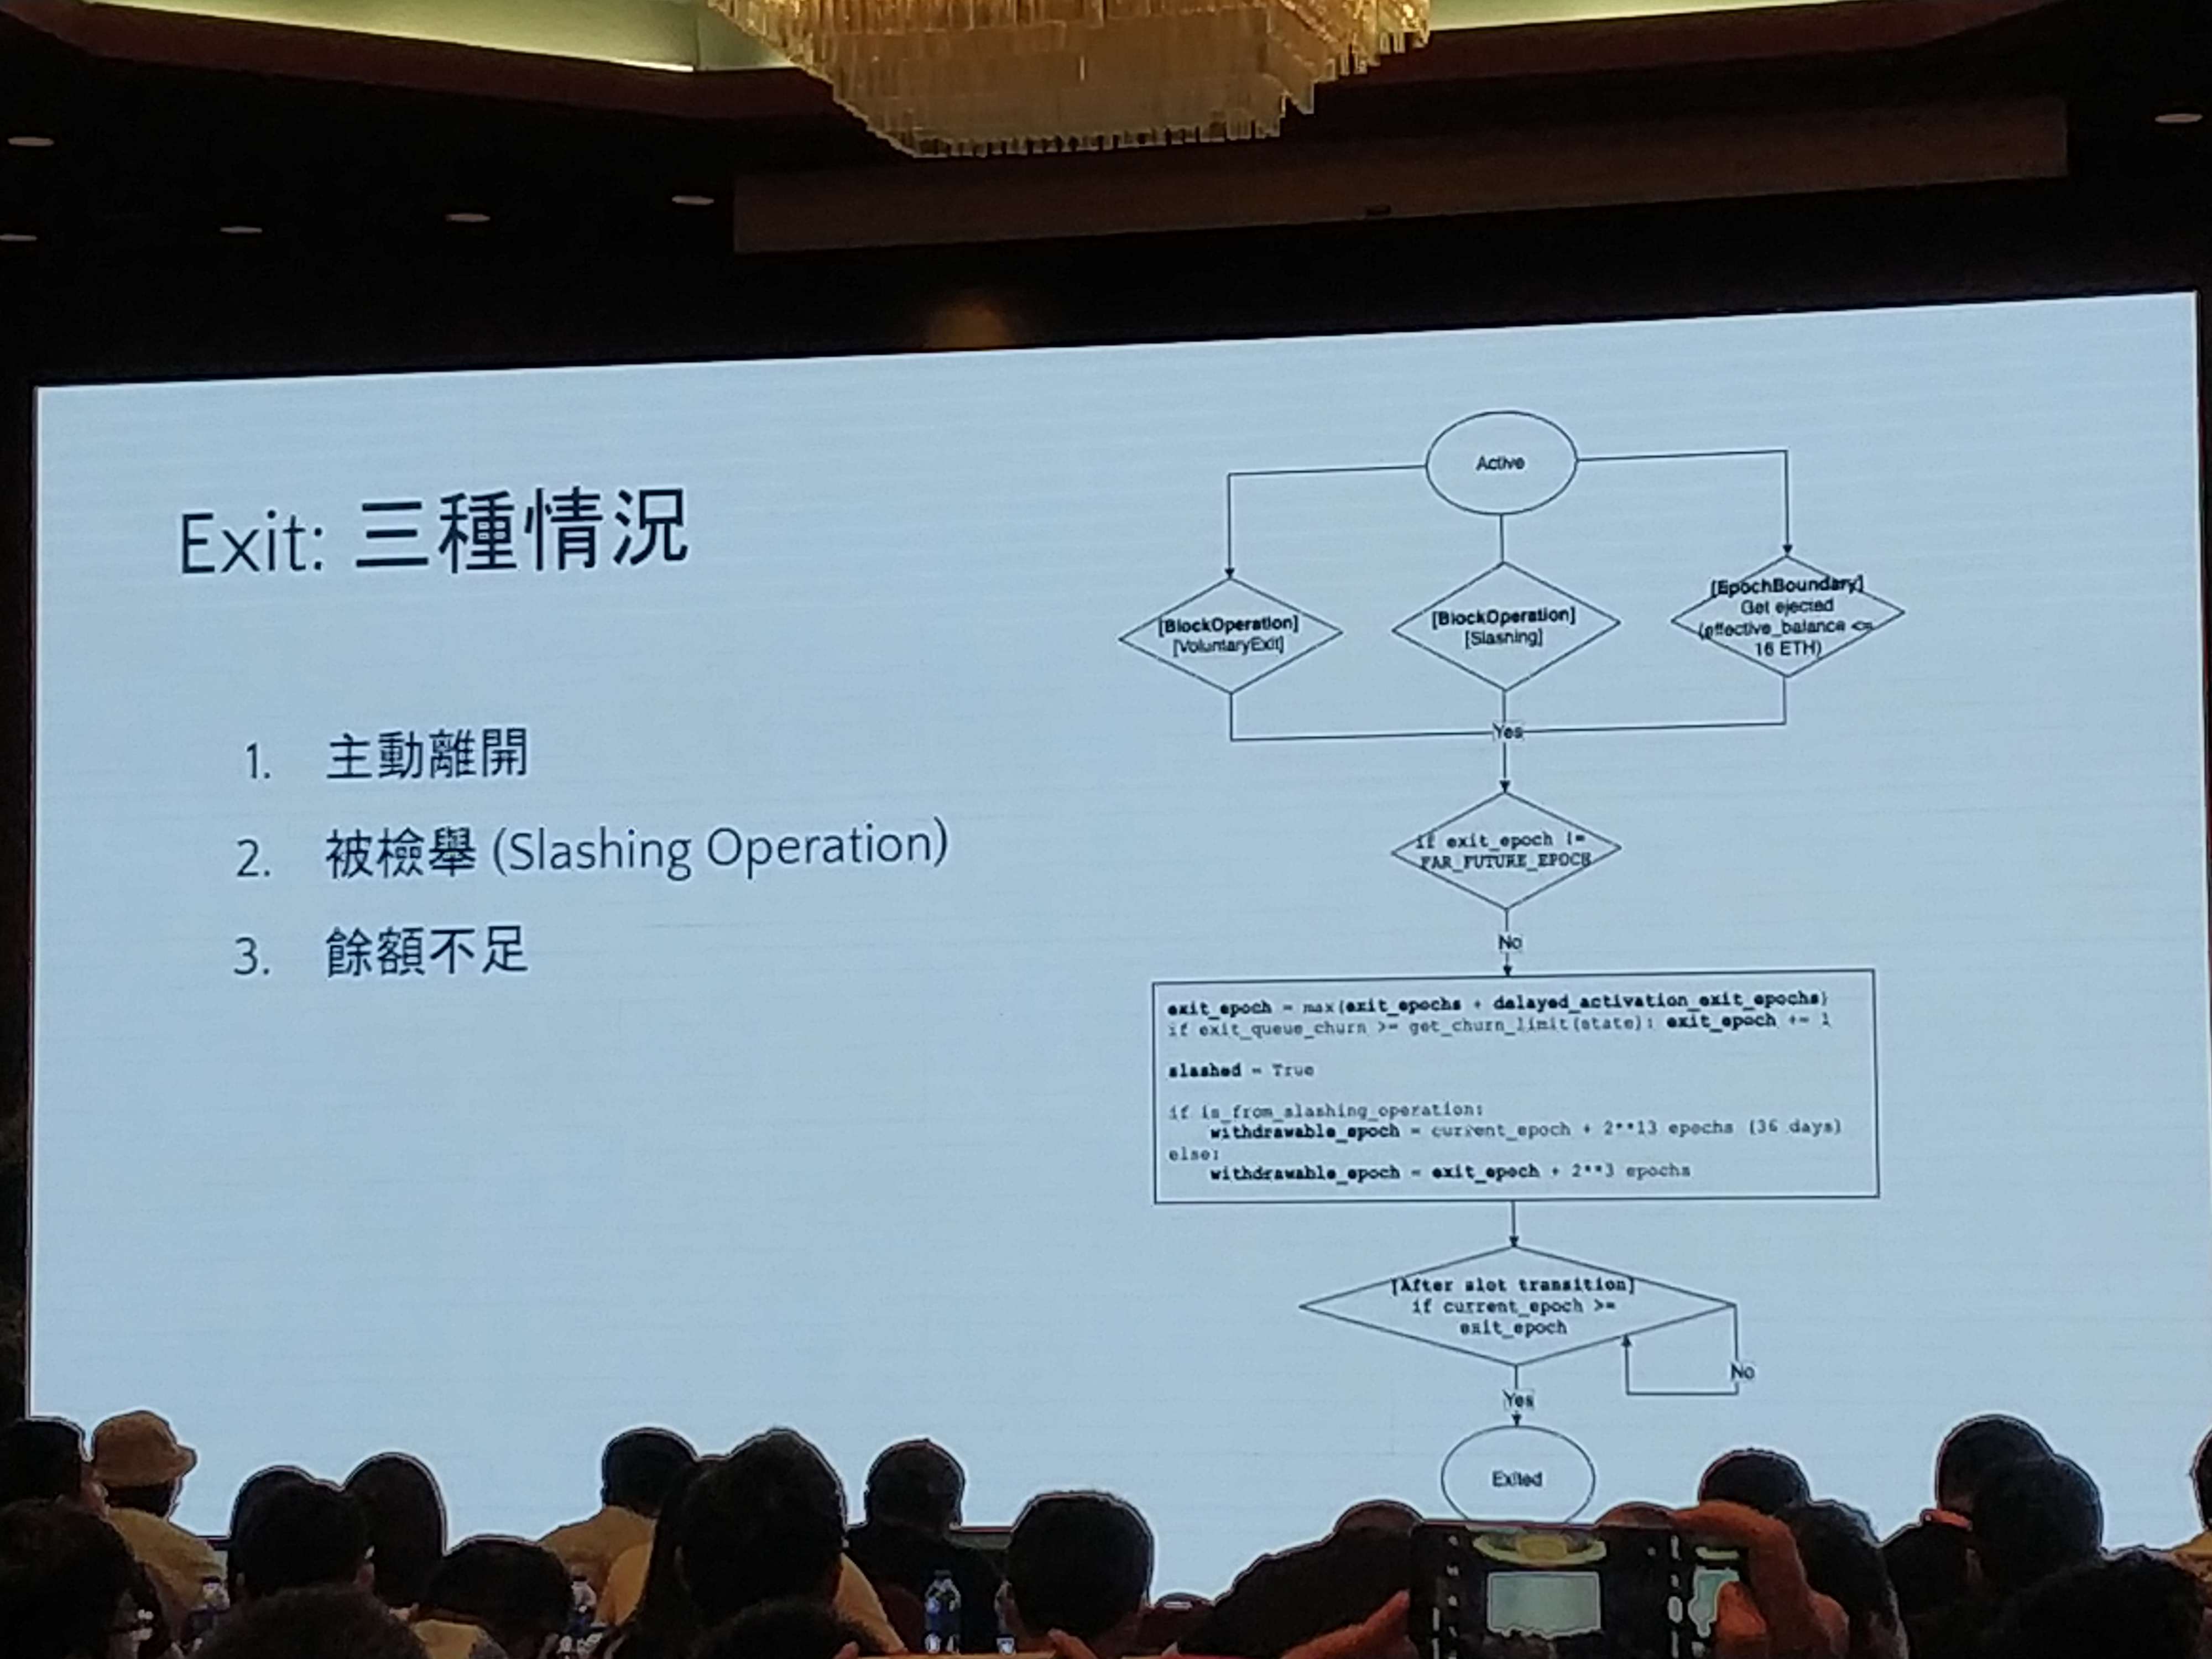 Exit: 三種情況
1. 主動離開
2. 被檢舉 (Slashing Operation)
3. 餘額不足
Active
[BlockOperation]
[VoluntaryExit]
[BlockOperation]
[Slashing]
[EpochBoundary]
Get ejected
(effective_balance <=
16 ETH)
Yes
if exit_epoch !=
FAR_FUTURE_EPOCH
No
exit_epoch = max(exit_epochs + delayed_activation_exit_epochs)
if exit_queue_churn >= get_churn_limit(state): exit_epoch += 1
slashed = True
if is_from_slashing_operation:
withdrawable_epoch = current_epoch + 2**13 epochs (36 days)
else:
withdrawable_epoch = exit_epoch + 2**3 epochs
[After slot transition]
if current_epoch >=
exit_epoch
No
Yes
Exited